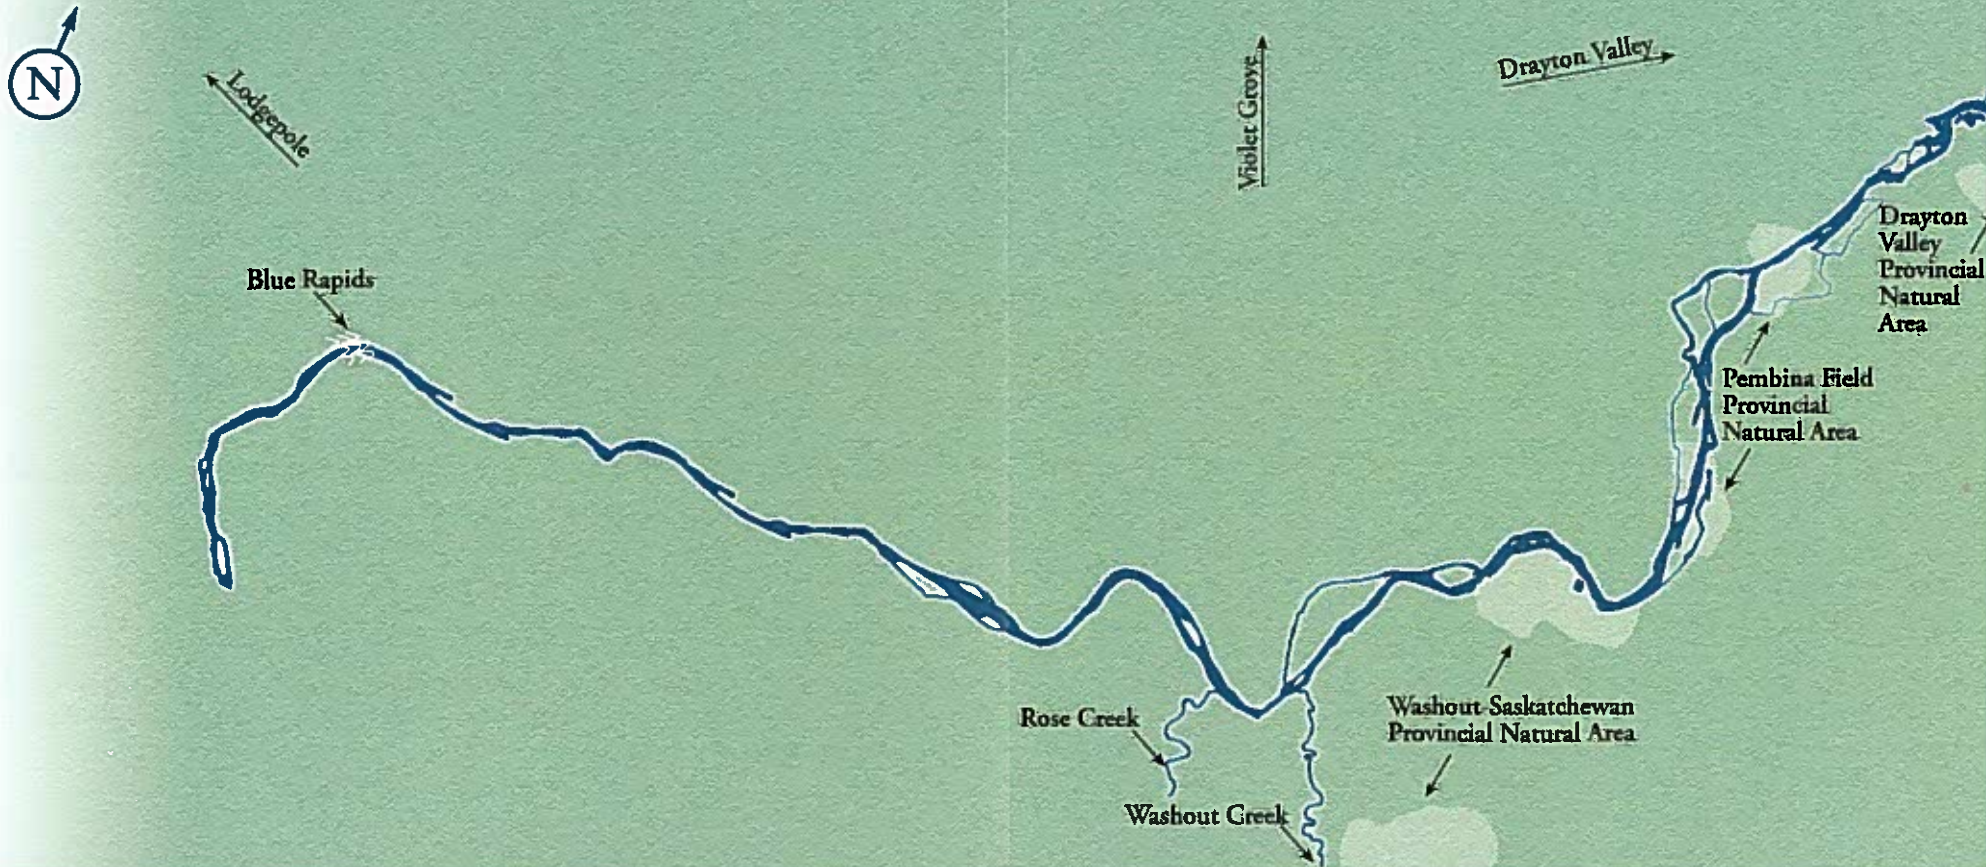 N
Lodgepole
Violet Grove
Drayton Valley
Blue Rapids
Drayton
Valley
Provincial
Natural
Area
Pembina Field
Provincial
Natural Area
Rose Creek
Washout Saskatchewan
Provincial Natural Area
Washout Creek